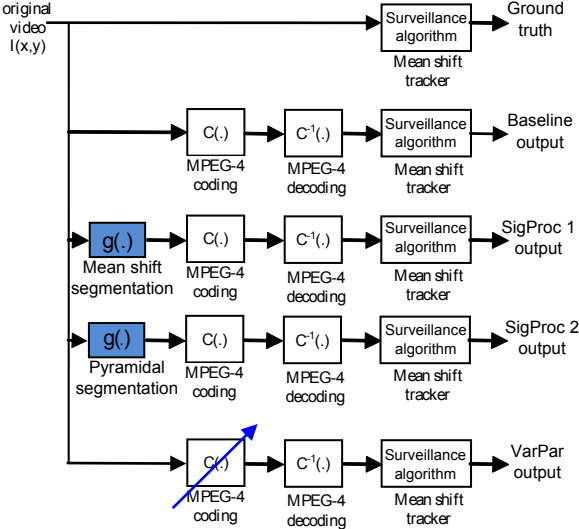 original
video
I(x,y)
Surveillance
algorithm
Mean shift
tracker
Ground
truth
C(.)
MPEG-4
coding
C⁻¹(.)
MPEG-4
decoding
Surveillance
algorithm
Mean shift
tracker
Baseline
output
g(.)
Mean shift
segmentation
C(.)
MPEG-4
coding
C⁻¹(.)
MPEG-4
decoding
Surveillance
algorithm
Mean shift
tracker
SigProc 1
output
g(.)
Pyramidal
segmentation
C(.)
MPEG-4
coding
C⁻¹(.)
MPEG-4
decoding
Surveillance
algorithm
Mean shift
tracker
SigProc 2
output
C(.)
MPEG-4
coding
C⁻¹(.)
MPEG-4
decoding
Surveillance
algorithm
Mean shift
tracker
VarPar
output